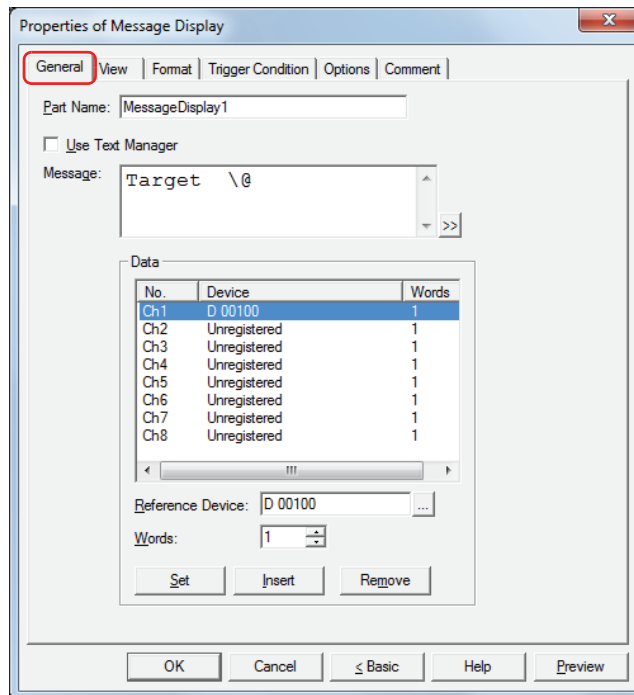 Properties of Message Display
General View Format Trigger Condition Options Comment
Part Name: MessageDisplay1
Use Text Manager
Message: Target \@
>>
Data
No. Device Words
Ch1 D 00100 1
Ch2 Unregistered 1
Ch3 Unregistered 1
Ch4 Unregistered 1
Ch5 Unregistered 1
Ch6 Unregistered 1
Ch7 Unregistered 1
Ch8 Unregistered 1
Reference Device: D 00100 ...
Words: 1
Set Insert Remove
OK Cancel < Basic Help Preview